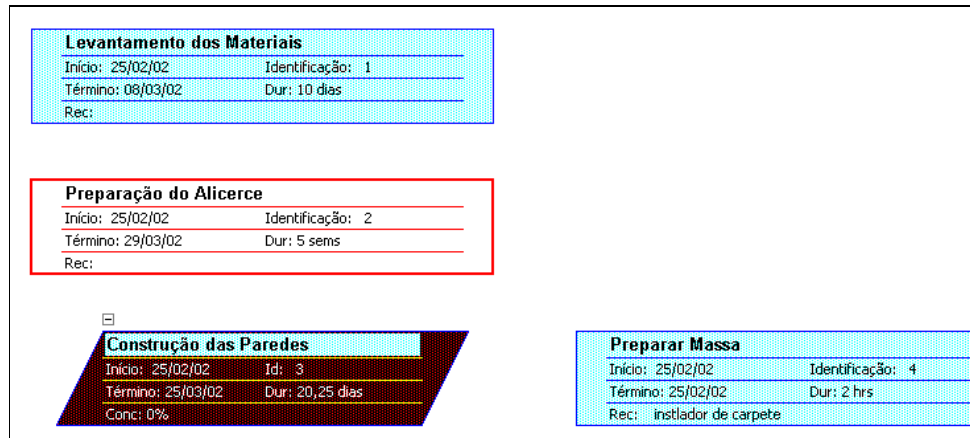 Levantamento dos Materiais
Início: 25/02/02 Identificação: 1
Término: 08/03/02 Dur: 10 dias
Rec:
Preparação do Alicerce
Início: 25/02/02 Identificação: 2
Término: 29/03/02 Dur: 5 sems
Rec:
Construção das Paredes
Início: 25/02/02 Id: 3
Término: 25/03/02 Dur: 20,25 dias
Conc: 0%
Preparar Massa
Início: 25/02/02 Identificação: 4
Término: 25/02/02 Dur: 2 hrs
Rec: instlador de carpete